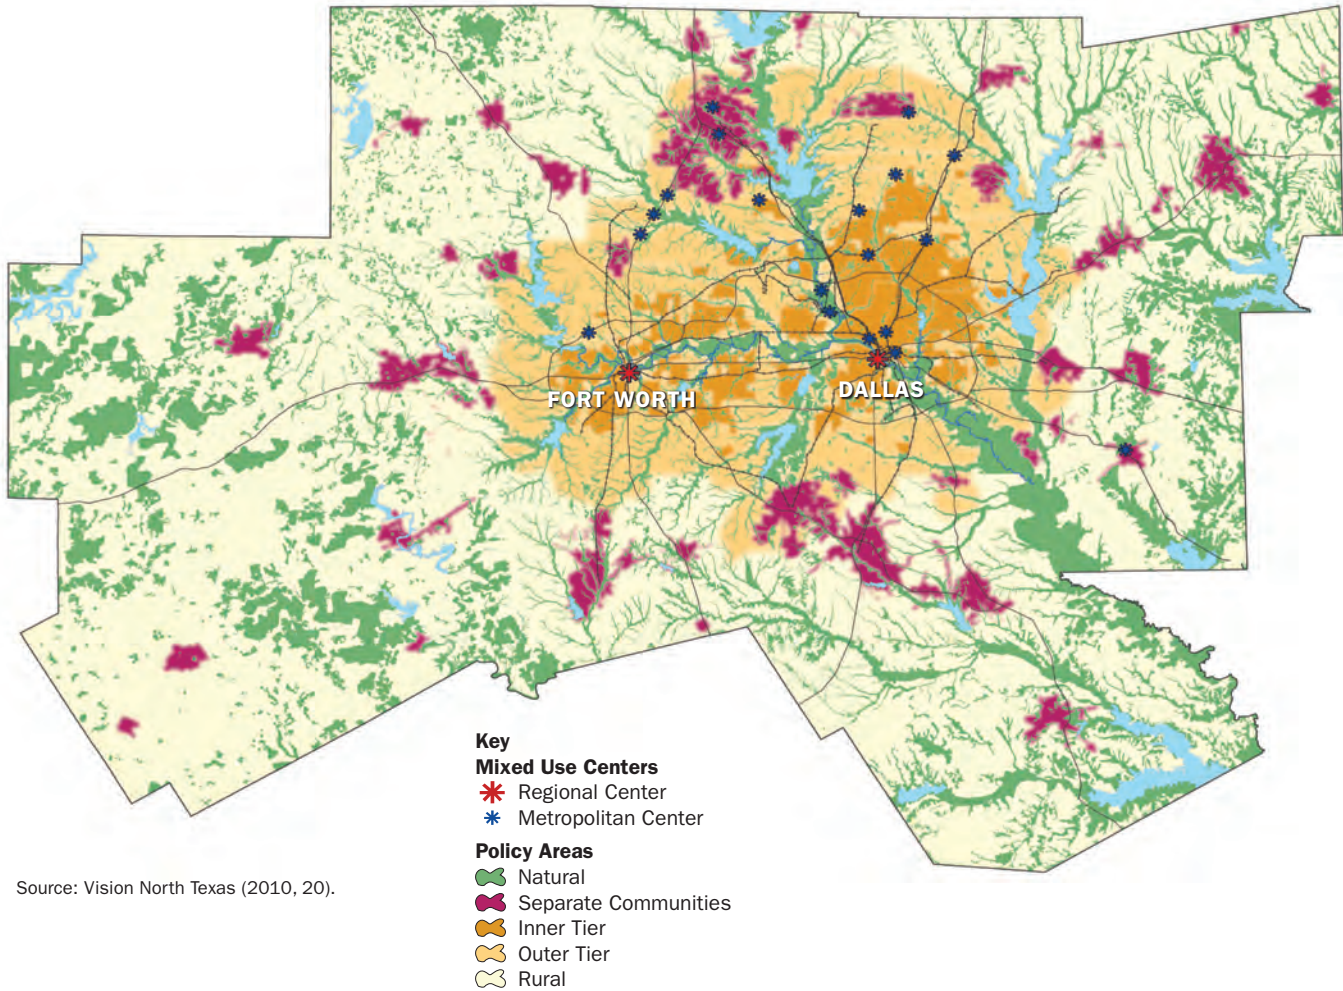 FORT WORTH
DALLAS
Key
Mixed Use Centers
Regional Center
Metropolitan Center
Policy Areas
Natural
Separate Communities
Inner Tier
Outer Tier
Rural
Source: Vision North Texas (2010, 20).